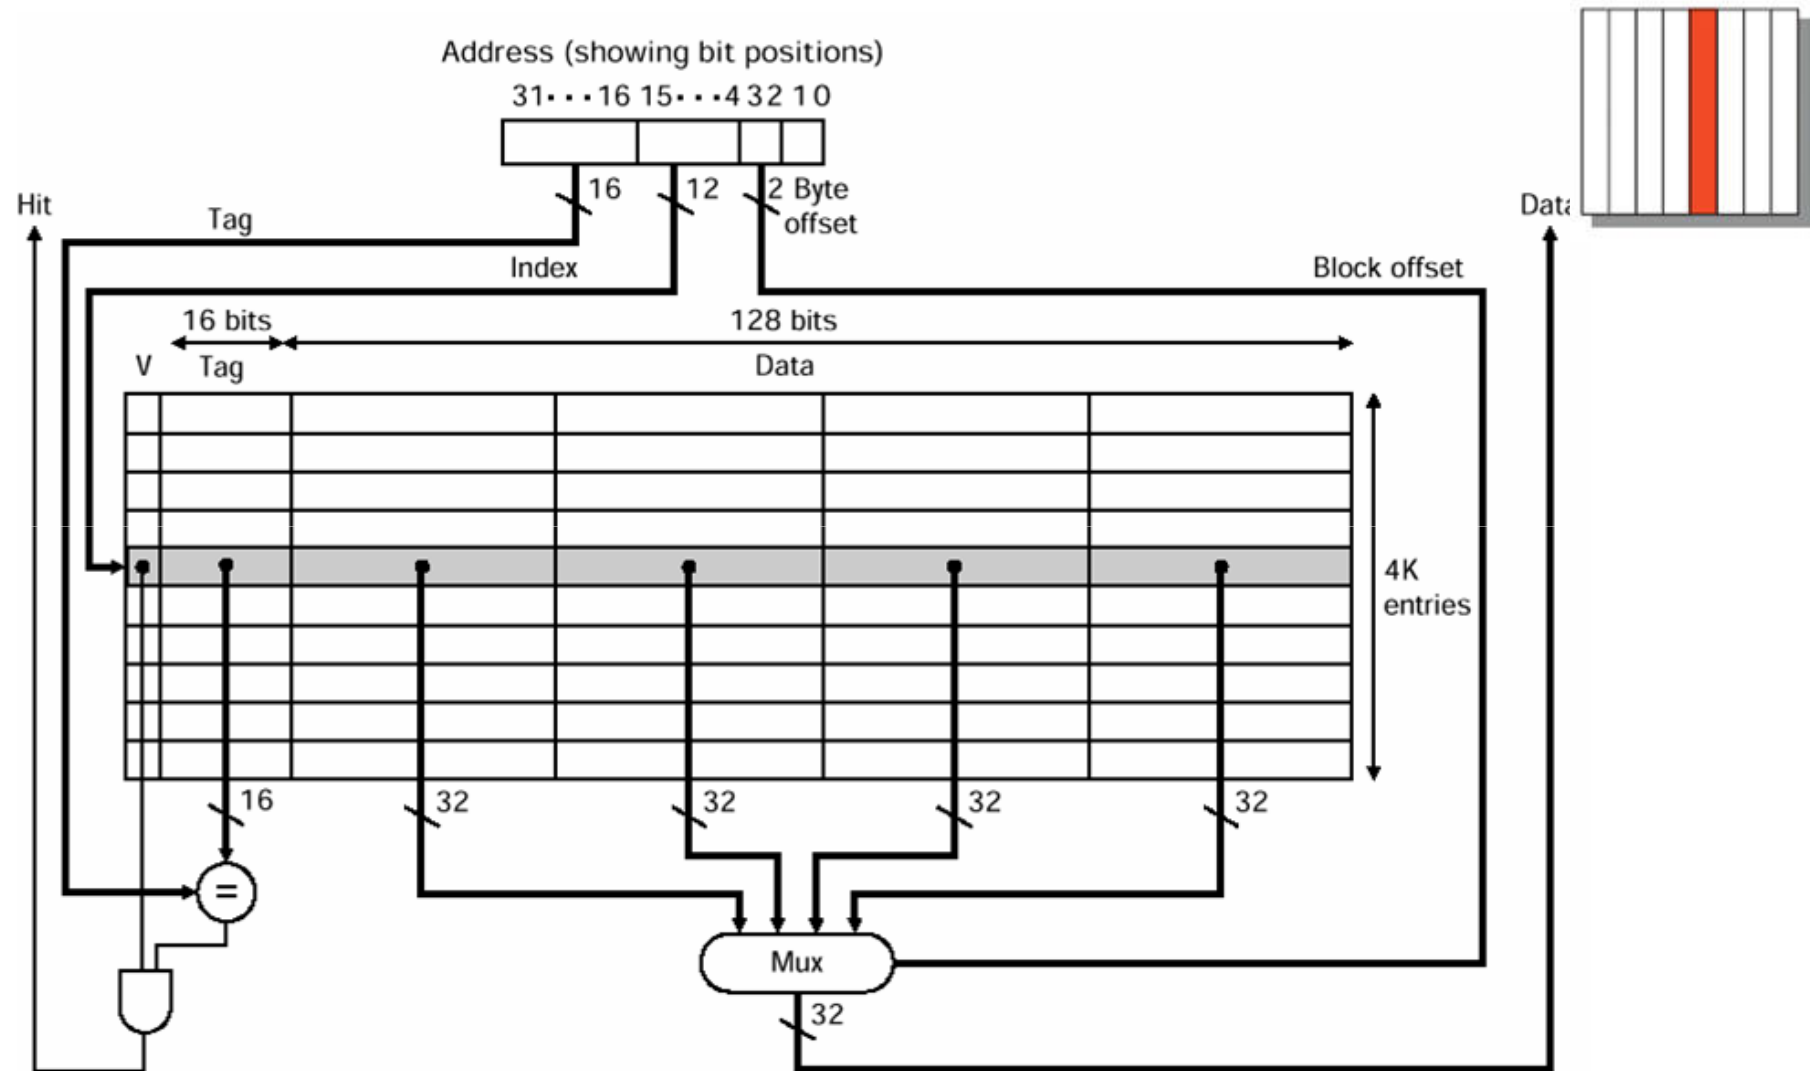 Address (showing bit positions)
31···16 15···4 3 2 1 0
16 12 2 Byte
offset
Hit
Tag
Data
Index
Block offset
16 bits
128 bits
V
Tag
Data
4K
entries
16
32
32
32
32
=
Mux
32